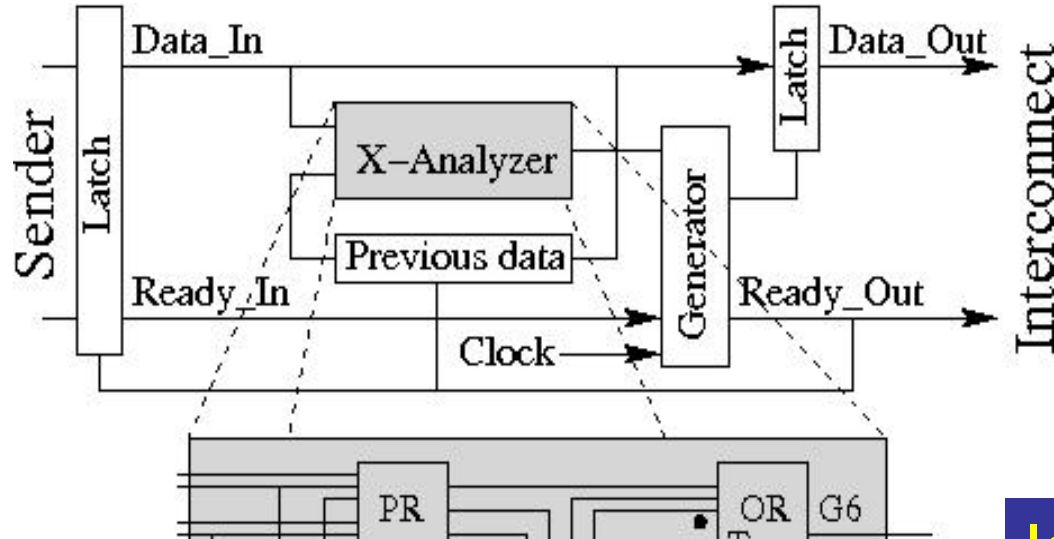 Sender
Latch
Data_In
Latch
Data_Out
Interconnect
X-Analyzer
Previous data
Generator
Ready_In
Ready_Out
Clock
PR
OR
G6